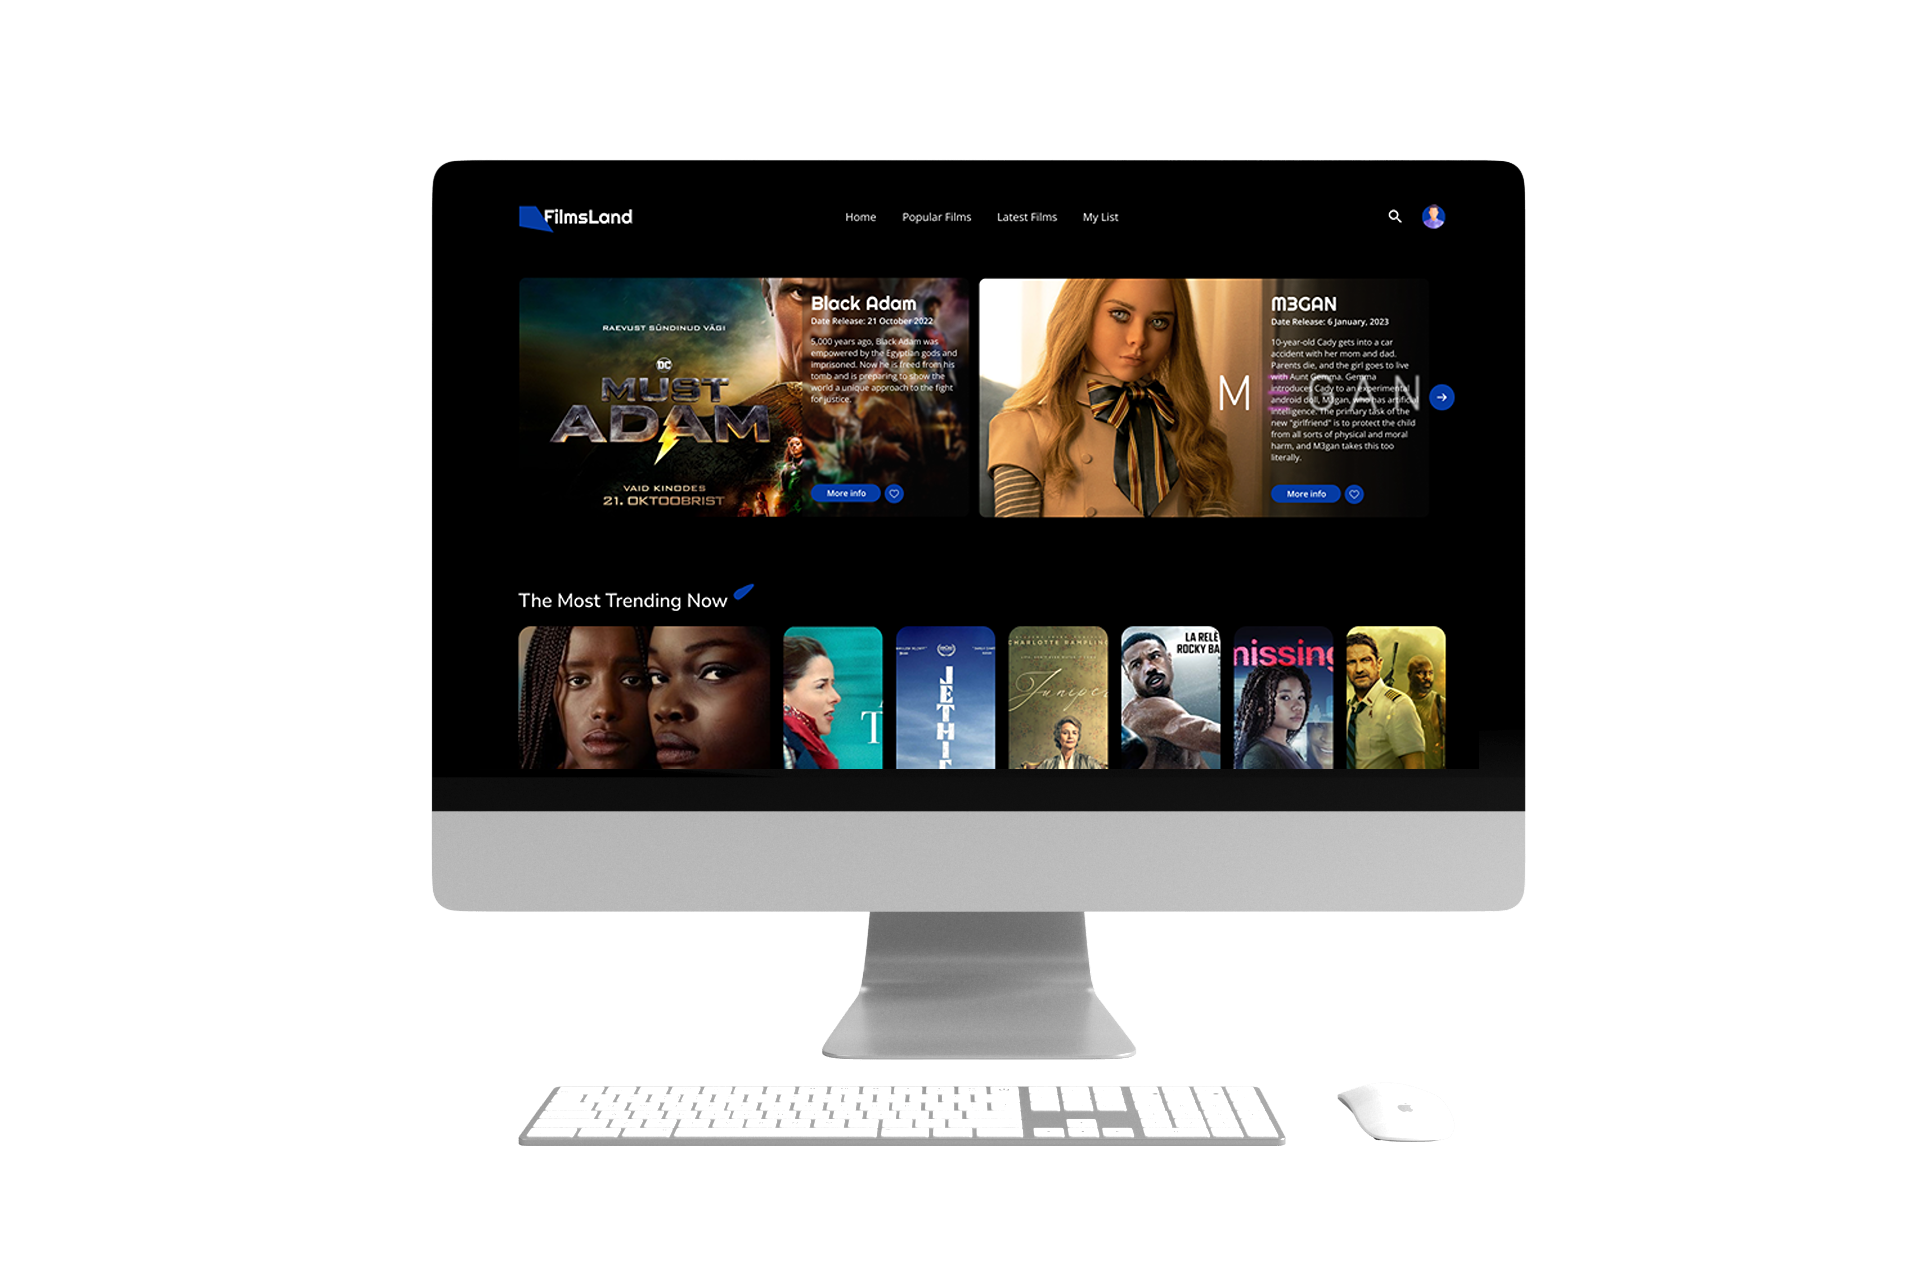 FilmsLand
Home Popular Films Latest Films My List
RAEVUST SÜNDINUD VÄGI
DC
MUST
ADAM
VAID KINODES
21. OKTOOBRIST
Black Adam
Date Release: 21 October 2022
5,000 years ago, Black Adam was
empowered by the Egyptian gods and
imprisoned. Now he is freed from his
tomb and is preparing to show the
world a unique approach to the fight
for justice.
More info
M3GAN
Date Release: 6 January, 2023
10-year-old Cady gets into a car
accident with her mom and dad.
Parents die, and the girl goes to live
with Aunt Gemma. Gemma
introduces Cady to an experimental
android doll, M3gan, who has artificial
intelligence. The primary task of the
new "girlfriend" is to protect the child
from all sorts of physical and moral
harm, and M3gan takes this too
literally.
M3GAN
More info
The Most Trending Now
T
JETHI
CHARLOTTE RAMPLIN
Juniper
LA RELÈ
ROCKY BA
missing